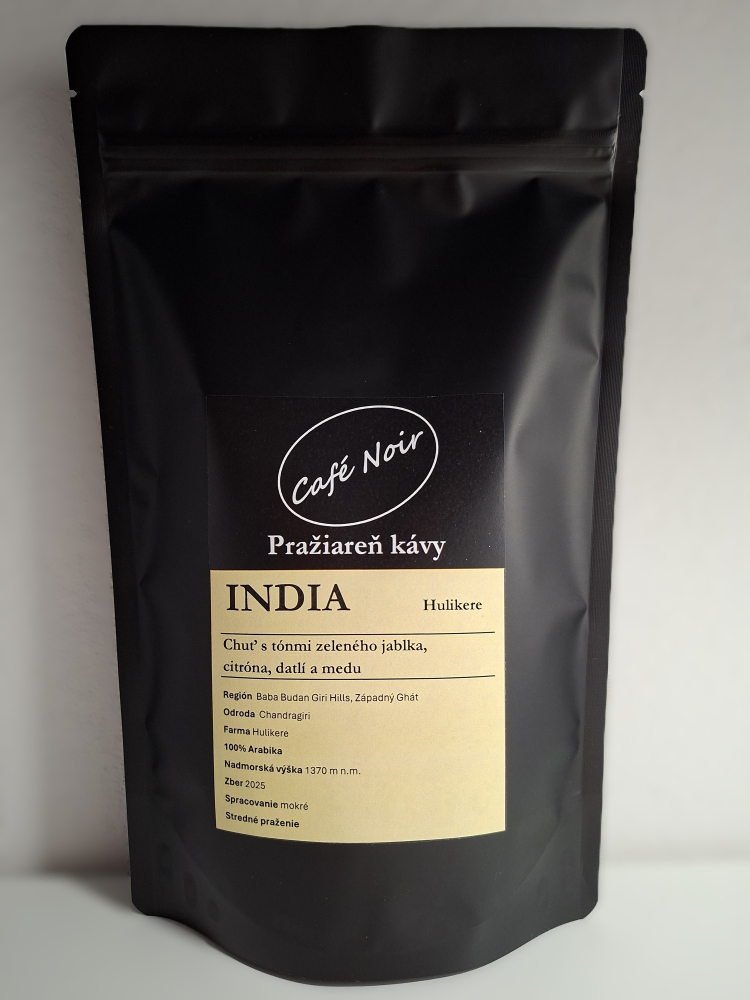 Café Noir
Pražiareň kávy
INDIA Hulikere
Chuť s tónmi zeleného jablka,
citróna, datlí a medu
Región Baba Budan Giri Hills, Západný Ghát
Odroda Chandragiri
Farma Hulikere
100% Arabika
Nadmorská výška 1370 m n.m.
Zber 2025
Spracovanie mokré
Stredné praženie